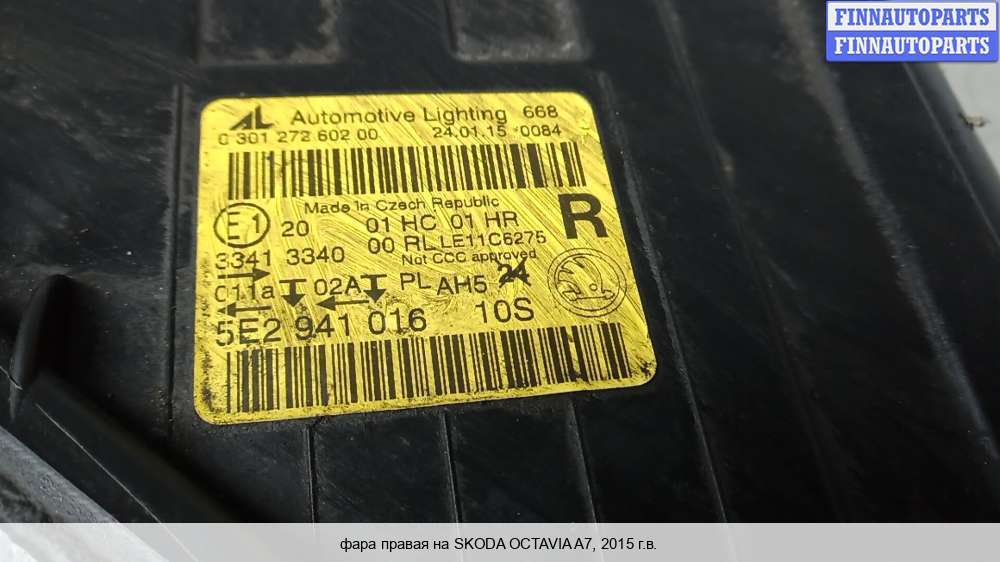 FINNAUTOPARTS
FINNAUTOPARTS
AL Automotive Lighting 668
0 301 272 602 00 24.01.15 0084
Made in Czech Republic
E1 20 01 HC 01 HR R
3341 3340 00 RL.LE11C6275
Not CCC approved
011a 02A PL AH5 24
5E2 941 016 10S
фара правая на SKODA OCTAVIA A7, 2015 г.в.